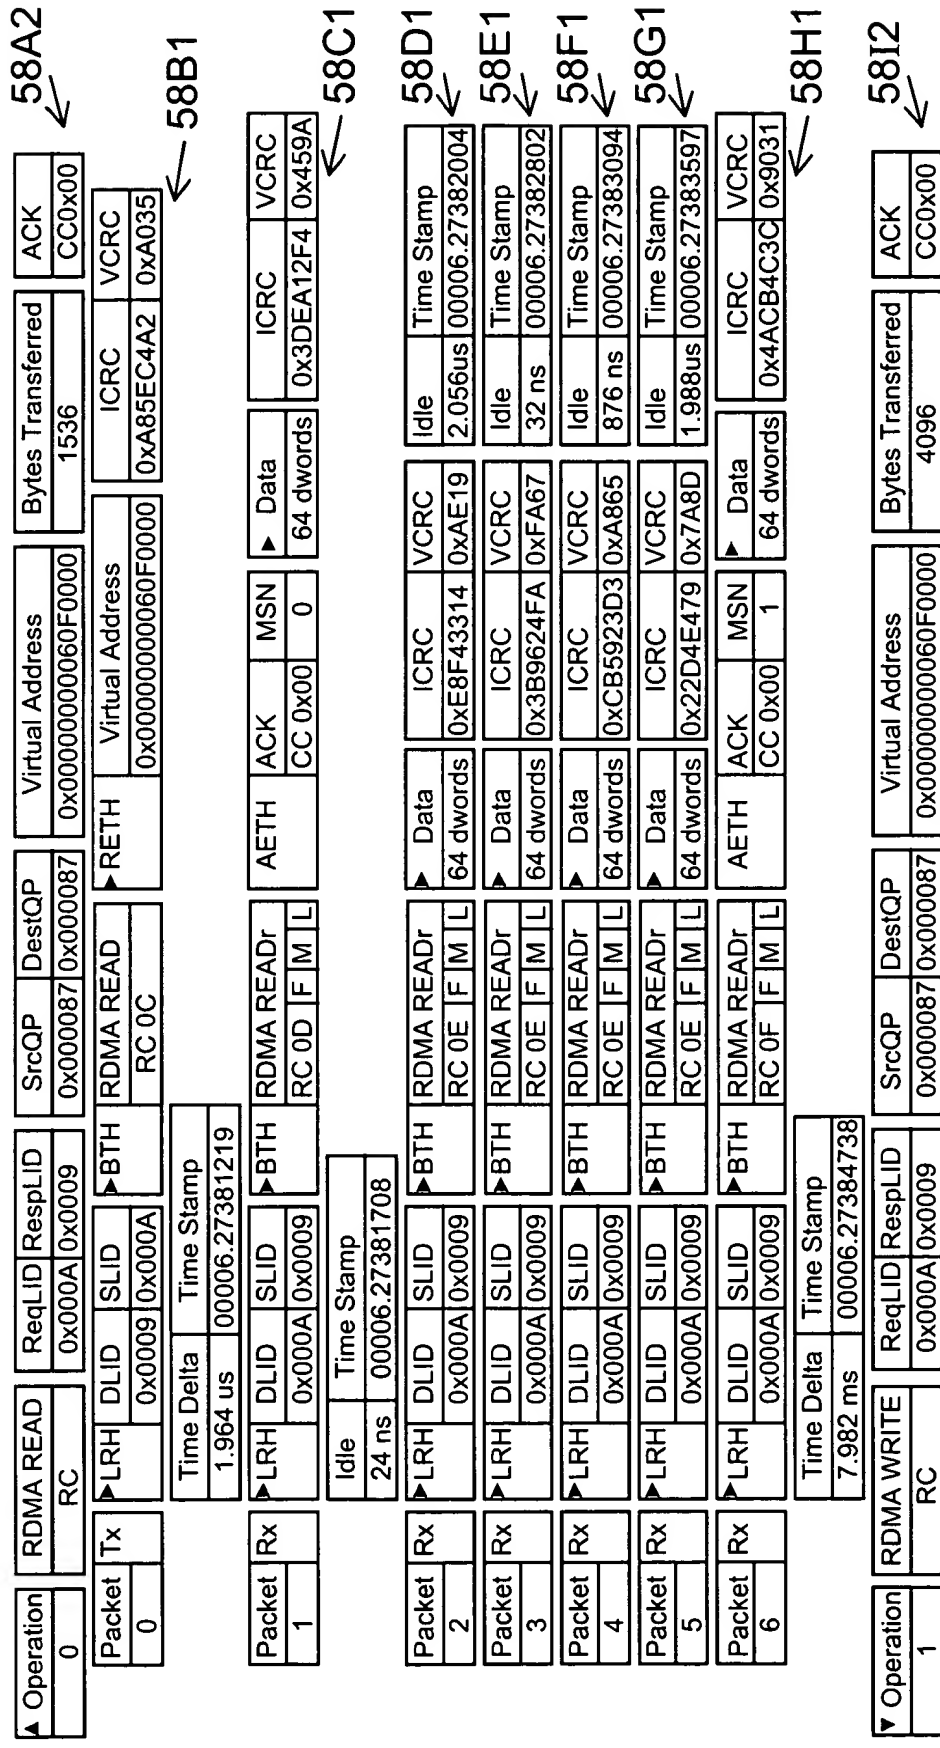 Operation RDMA READ ReqLID RespLID SrcQP DestQP Virtual Address Bytes Transferred ACK 58A2
0 RC 0x000A 0x0009 0x000087 0x000087 0x00000000060F0000 1536 CC0x00
Packet Tx LRH DLID SLID BTH RDMA READ RETH Virtual Address ICRC VCRC
0 0x0009 0x000A RC 0C 0x00000000060F0000 0xA85EC4A2 0xA035
58B1
Time Delta Time Stamp
1.964 us 00006.27381219
Packet Rx LRH DLID SLID BTH RDMA READr AETH ACK MSN Data ICRC VCRC
1 0x000A 0x0009 RC 0D F M L CC 0x00 0 64 dwords 0x3DEA12F4 0x459A
58C1
Idle Time Stamp
24 ns 00006.27381708
Packet Rx LRH DLID SLID BTH RDMA READr Data ICRC VCRC Idle Time Stamp 58D1
2 0x000A 0x0009 RC 0E F M L 64 dwords 0xE8F43314 0xAE19 2.056us 00006.27382004
Packet Rx LRH DLID SLID BTH RDMA READr Data ICRC VCRC Idle Time Stamp 58E1
3 0x000A 0x0009 RC 0E F M L 64 dwords 0x3B9624FA 0xFA67 32 ns 00006.27382802
Packet Rx LRH DLID SLID BTH RDMA READr Data ICRC VCRC Idle Time Stamp 58F1
4 0x000A 0x0009 RC 0E F M L 64 dwords 0xCB5923D3 0xA865 876 ns 00006.27383094
Packet Rx LRH DLID SLID BTH RDMA READr Data ICRC VCRC Idle Time Stamp 58G1
5 0x000A 0x0009 RC 0E F M L 64 dwords 0x22D4E479 0x7A8D 1.988us 00006.27383597
Packet Rx LRH DLID SLID BTH RDMA READr AETH ACK MSN Data ICRC VCRC
6 0x000A 0x0009 RC 0F F M L CC 0x00 1 64 dwords 0x4ACB4C3C 0x9031
58H1
Time Delta Time Stamp
7.982 ms 00006.27384738
Operation RDMA WRITE ReqLID RespLID SrcQP DestQP Virtual Address Bytes Transferred ACK 58I2
1 RC 0x000A 0x0009 0x000087 0x000087 0x00000000060F0000 4096 CC0x00